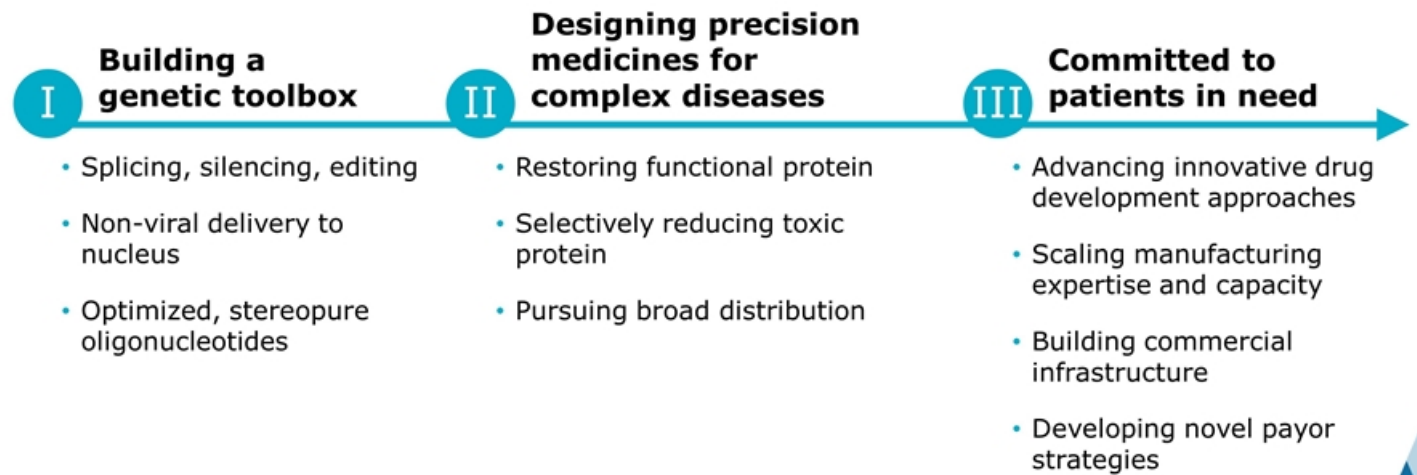 I
Building a
genetic toolbox
• Splicing, silencing, editing
• Non-viral delivery to
nucleus
• Optimized, stereopure
oligonucleotides
II
Designing precision
medicines for
complex diseases
• Restoring functional protein
• Selectively reducing toxic
protein
• Pursuing broad distribution
III
Committed to
patients in need
• Advancing innovative drug
development approaches
• Scaling manufacturing
expertise and capacity
• Building commercial
infrastructure
• Developing novel payor
strategies